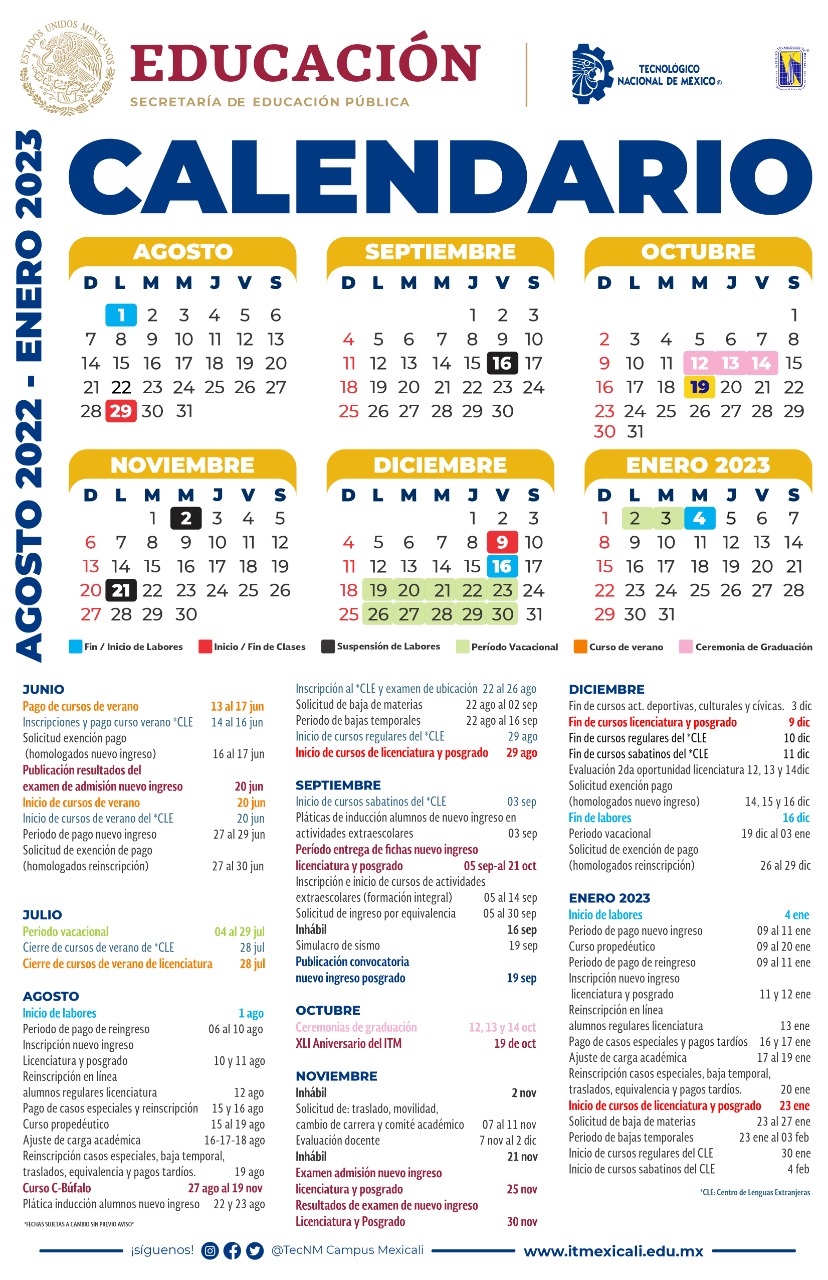 ESTADOS UNIDOS MEXICANOS
EDUCACIÓN
SECRETARÍA DE EDUCACIÓN PÚBLICA
TECNOLÓGICO
NACIONAL DE MÉXICO®
CALENDARIO
AGOSTO 2022 - ENERO 2023
AGOSTO
D L M M J V S
1 2 3 4 5 6
7 8 9 10 11 12 13
14 15 16 17 18 19 20
21 22 23 24 25 26 27
28 29 30 31
SEPTIEMBRE
D L M M J V S
1 2 3
4 5 6 7 8 9 10
11 12 13 14 15 16 17
18 19 20 21 22 23 24
25 26 27 28 29 30
OCTUBRE
D L M M J V S
1
2 3 4 5 6 7 8
9 10 11 12 13 14 15
16 17 18 19 20 21 22
23 24 25 26 27 28 29
30 31
NOVIEMBRE
D L M M J V S
1 2 3 4 5
6 7 8 9 10 11 12
13 14 15 16 17 18 19
20 21 22 23 24 25 26
27 28 29 30
DICIEMBRE
D L M M J V S
1 2 3
4 5 6 7 8 9 10
11 12 13 14 15 16 17
18 19 20 21 22 23 24
25 26 27 28 29 30 31
ENERO 2023
D L M M J V S
1 2 3 4 5 6 7
8 9 10 11 12 13 14
15 16 17 18 19 20 21
22 23 24 25 26 27 28
29 30 31
Fin / Inicio de Labores
Inicio / Fin de Clases
Suspensión de Labores
Período Vacacional
Curso de verano
Ceremonia de Graduación
JUNIO
Pago de cursos de verano 13 al 17 jun
Inscripciones y pago curso verano *CLE 14 al 16 jun
Solicitud exención pago
(homologados nuevo ingreso) 16 al 17 jun
Publicación resultados del
examen de admisión nuevo ingreso 20 jun
Inicio de cursos de verano 20 jun
Inicio de cursos de verano del *CLE 20 jun
Periodo de pago nuevo ingreso 27 al 29 jun
Solicitud de exención de pago
(homologados reinscripción) 27 al 30 jun
JULIO
Periodo vacacional 04 al 29 jul
Cierre de cursos de verano de *CLE 28 jul
Cierre de cursos de verano de licenciatura 28 jul
AGOSTO
Inicio de labores 1 ago
Periodo de pago de reingreso 06 al 10 ago
Inscripción nuevo ingreso
Licenciatura y posgrado 10 y 11 ago
Reinscripción en línea
alumnos regulares licenciatura 12 ago
Pago de casos especiales y reinscripción 15 y 16 ago
Curso propedéutico 15 al 19 ago
Ajuste de carga académica 16-17-18 ago
Reinscripción casos especiales, baja temporal,
traslados, equivalencia y pagos tardíos. 19 ago
Curso C-Búfalo 27 ago al 19 nov
Plática inducción alumnos nuevo ingreso 22 y 23 ago
*FECHAS SUJETAS A CAMBIO SIN PREVIO AVISO*
Inscripción al *CLE y examen de ubicación 22 al 26 ago
Solicitud de baja de materias 22 ago al 02 sep
Periodo de bajas temporales 22 ago al 16 sep
Inicio de cursos regulares del *CLE 29 ago
Inicio de cursos de licenciatura y posgrado 29 ago
SEPTIEMBRE
Inicio de cursos sabatinos del *CLE 03 sep
Pláticas de inducción alumnos de nuevo ingreso en
actividades extraescolares 03 sep
Período entrega de fichas nuevo ingreso
licenciatura y posgrado 05 sep-al 21 oct
Inscripción e inicio de cursos de actividades
extraescolares (formación integral) 05 al 14 sep
Solicitud de ingreso por equivalencia 05 al 30 sep
Inhábil 16 sep
Simulacro de sismo 19 sep
Publicación convocatoria
nuevo ingreso posgrado 19 sep
OCTUBRE
Ceremonias de graduación 12, 13 y 14 oct
XLI Aniversario del ITM 19 de oct
NOVIEMBRE
Inhábil 2 nov
Solicitud de: traslado, movilidad,
cambio de carrera y comité académico 07 al 11 nov
Evaluación docente 7 nov al 2 dic
Inhábil 21 nov
Examen admisión nuevo ingreso
licenciatura y posgrado 25 nov
Resultados de examen de nuevo ingreso
Licenciatura y Posgrado 30 nov
DICIEMBRE
Fin de cursos act. deportivas, culturales y cívicas. 3 dic
Fin de cursos licenciatura y posgrado 9 dic
Fin de cursos regulares del *CLE 10 dic
Fin de cursos sabatinos del *CLE 11 dic
Evaluación 2da oportunidad licenciatura 12, 13 y 14dic
Solicitud exención pago
(homologados nuevo ingreso) 14, 15 y 16 dic
Fin de labores 16 dic
Periodo vacacional 19 dic al 03 ene
Solicitud de exención de pago
(homologados reinscripción) 26 al 29 dic
ENERO 2023
Inicio de labores 4 ene
Periodo de pago nuevo ingreso 09 al 11 ene
Curso propedéutico 09 al 20 ene
Periodo de pago de reingreso 09 al 11 ene
Inscripción nuevo ingreso
licenciatura y posgrado 11 y 12 ene
Reinscripción en línea
alumnos regulares licenciatura 13 ene
Pago de casos especiales y pagos tardíos 16 y 17 ene
Ajuste de carga académica 17 al 19 ene
Reinscripción casos especiales, baja temporal,
traslados, equivalencia y pagos tardíos. 20 ene
Inicio de cursos de licenciatura y posgrado 23 ene
Solicitud de baja de materias 23 al 27 ene
Periodo de bajas temporales 23 ene al 03 feb
Inicio de cursos regulares del CLE 30 ene
Inicio de cursos sabatinos del CLE 4 feb
*CLE: Centro de Lenguas Extranjeras
¡síguenos! @TecNM Campus Mexicali
www.itmexicali.edu.mx